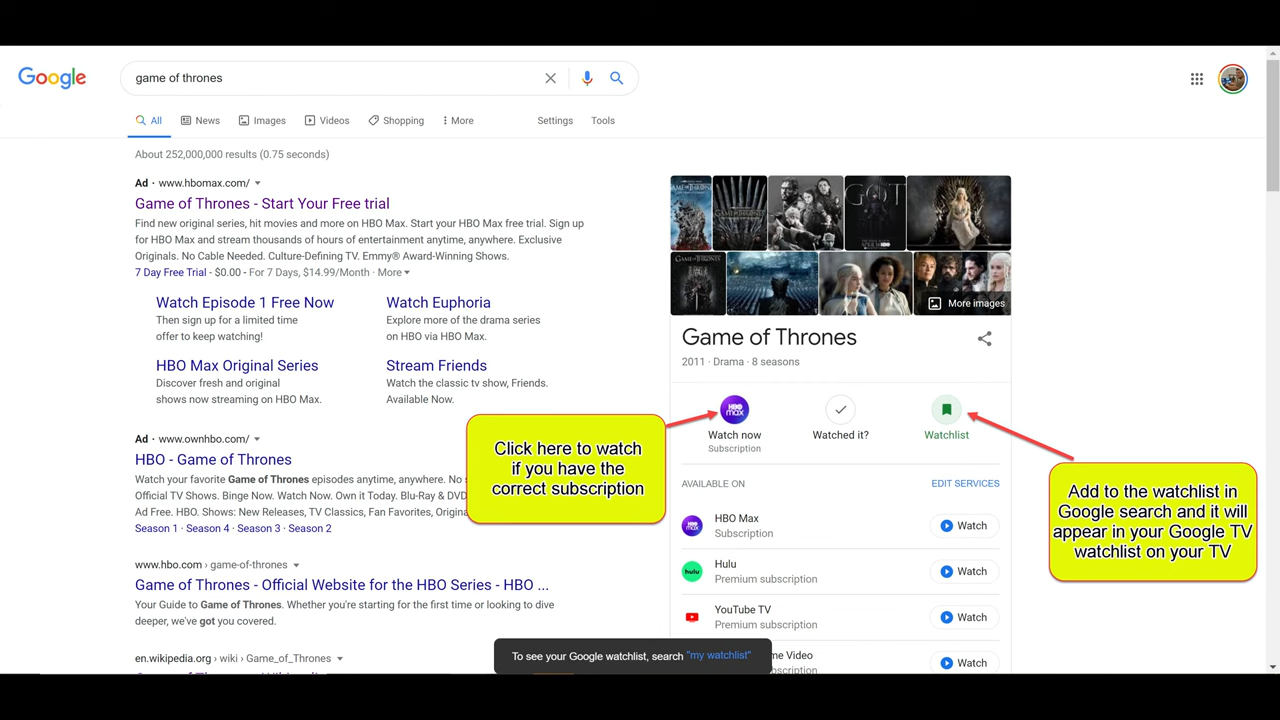 Google
game of thrones
All News Images Videos Shopping More Settings Tools
About 252,000,000 results (0.75 seconds)
Ad · www.hbomax.com/
Game of Thrones - Start Your Free trial
Find new original series, hit movies and more on HBO Max. Start your HBO Max free trial. Sign up
for HBO Max and stream thousands of hours of entertainment anytime, anywhere. Exclusive
Originals. No Cable Needed. Culture-Defining TV. Emmy® Award-Winning Shows.
7 Day Free Trial - $0.00 - For 7 Days, $14.99/Month · More
Watch Episode 1 Free Now
Then sign up for a limited time
offer to keep watching!
Watch Euphoria
Explore more of the drama series
on HBO via HBO Max.
HBO Max Original Series
Discover fresh and original
shows now streaming on HBO Max.
Stream Friends
Watch the classic tv show, Friends.
Available Now.
Ad · www.ownhbo.com/
HBO - Game of Thrones
Watch your favorite Game of Thrones episodes anytime, anywhere. No
Official TV Shows. Binge Now. Watch Now. Own it Today. Blu-Ray & DVD
Ad Free. HBO. Shows: New Releases, TV Classics, Fan Favorites,
Season 1 · Season 4 · Season 3 · Season 2
www.hbo.com › game-of-thrones
Game of Thrones - Official Website for the HBO Series - HBO ...
Your Guide to Game of Thrones. Whether you're starting for the first time or looking to dive
deeper, we've got you covered.
en.wikipedia.org › wiki › Game_of_Thrones
Click here to watch
if you have the
correct subscription
GOT
More images
Game of Thrones
2011 · Drama · 8 seasons
HBO
max
Watch now
Subscription
Watched it?
Watchlist
AVAILABLE ON
EDIT SERVICES
HBO Max
Subscription
Watch
hulu
Hulu
Premium subscription
Watch
YouTube TV
Premium subscription
Watch
me Video
bscription
Watch
Add to the watchlist in
Google search and it will
appear in your Google TV
watchlist on your TV
To see your Google watchlist, search "my watchlist"